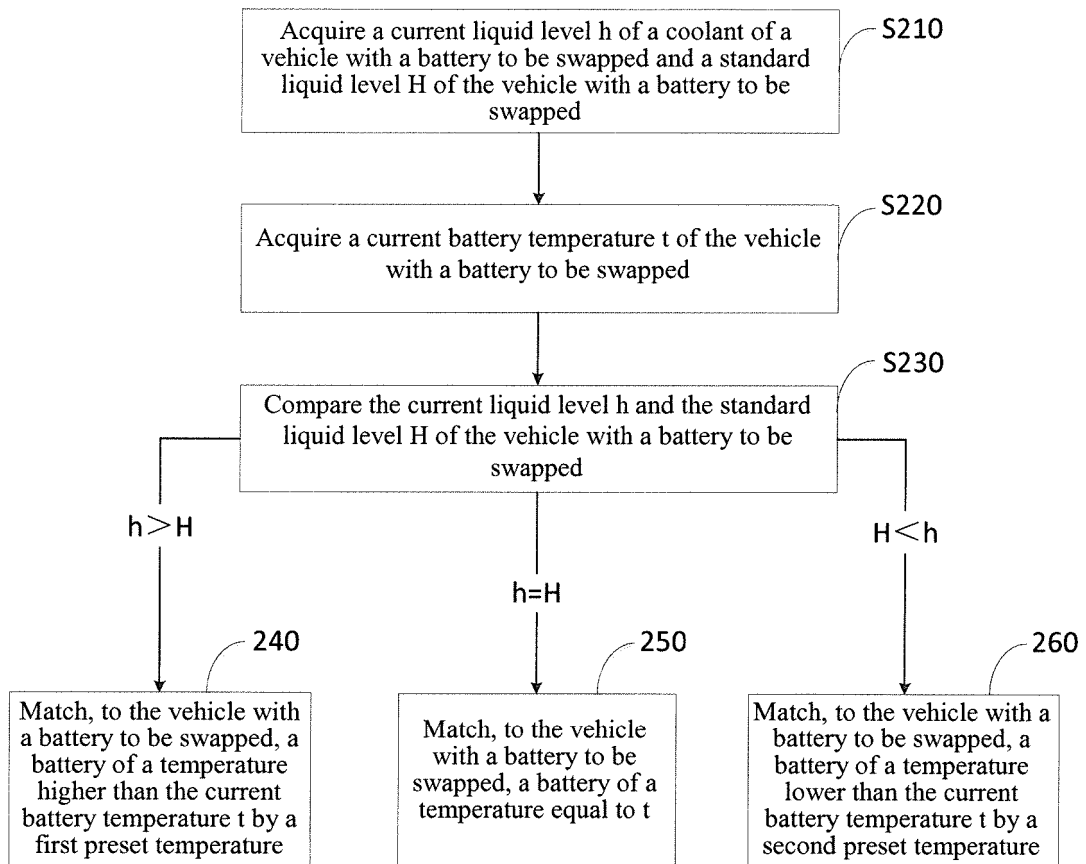 Acquire a current liquid level h of a coolant of a
vehicle with a battery to be swapped and a standard
liquid level H of the vehicle with a battery to be
swapped
S210
Acquire a current battery temperature t of the vehicle
with a battery to be swapped
S220
Compare the current liquid level h and the standard
liquid level H of the vehicle with a battery to be
swapped
S230
h＞H
h=H
H＜h
240
Match, to the vehicle with
a battery to be swapped, a
battery of a temperature
higher than the current
battery temperature t by a
first preset temperature
250
Match, to the vehicle
with a battery to be
swapped, a battery of a
temperature equal to t
260
Match, to the vehicle with a
battery to be swapped, a
battery of a temperature
lower than the current
battery temperature t by a
second preset temperature